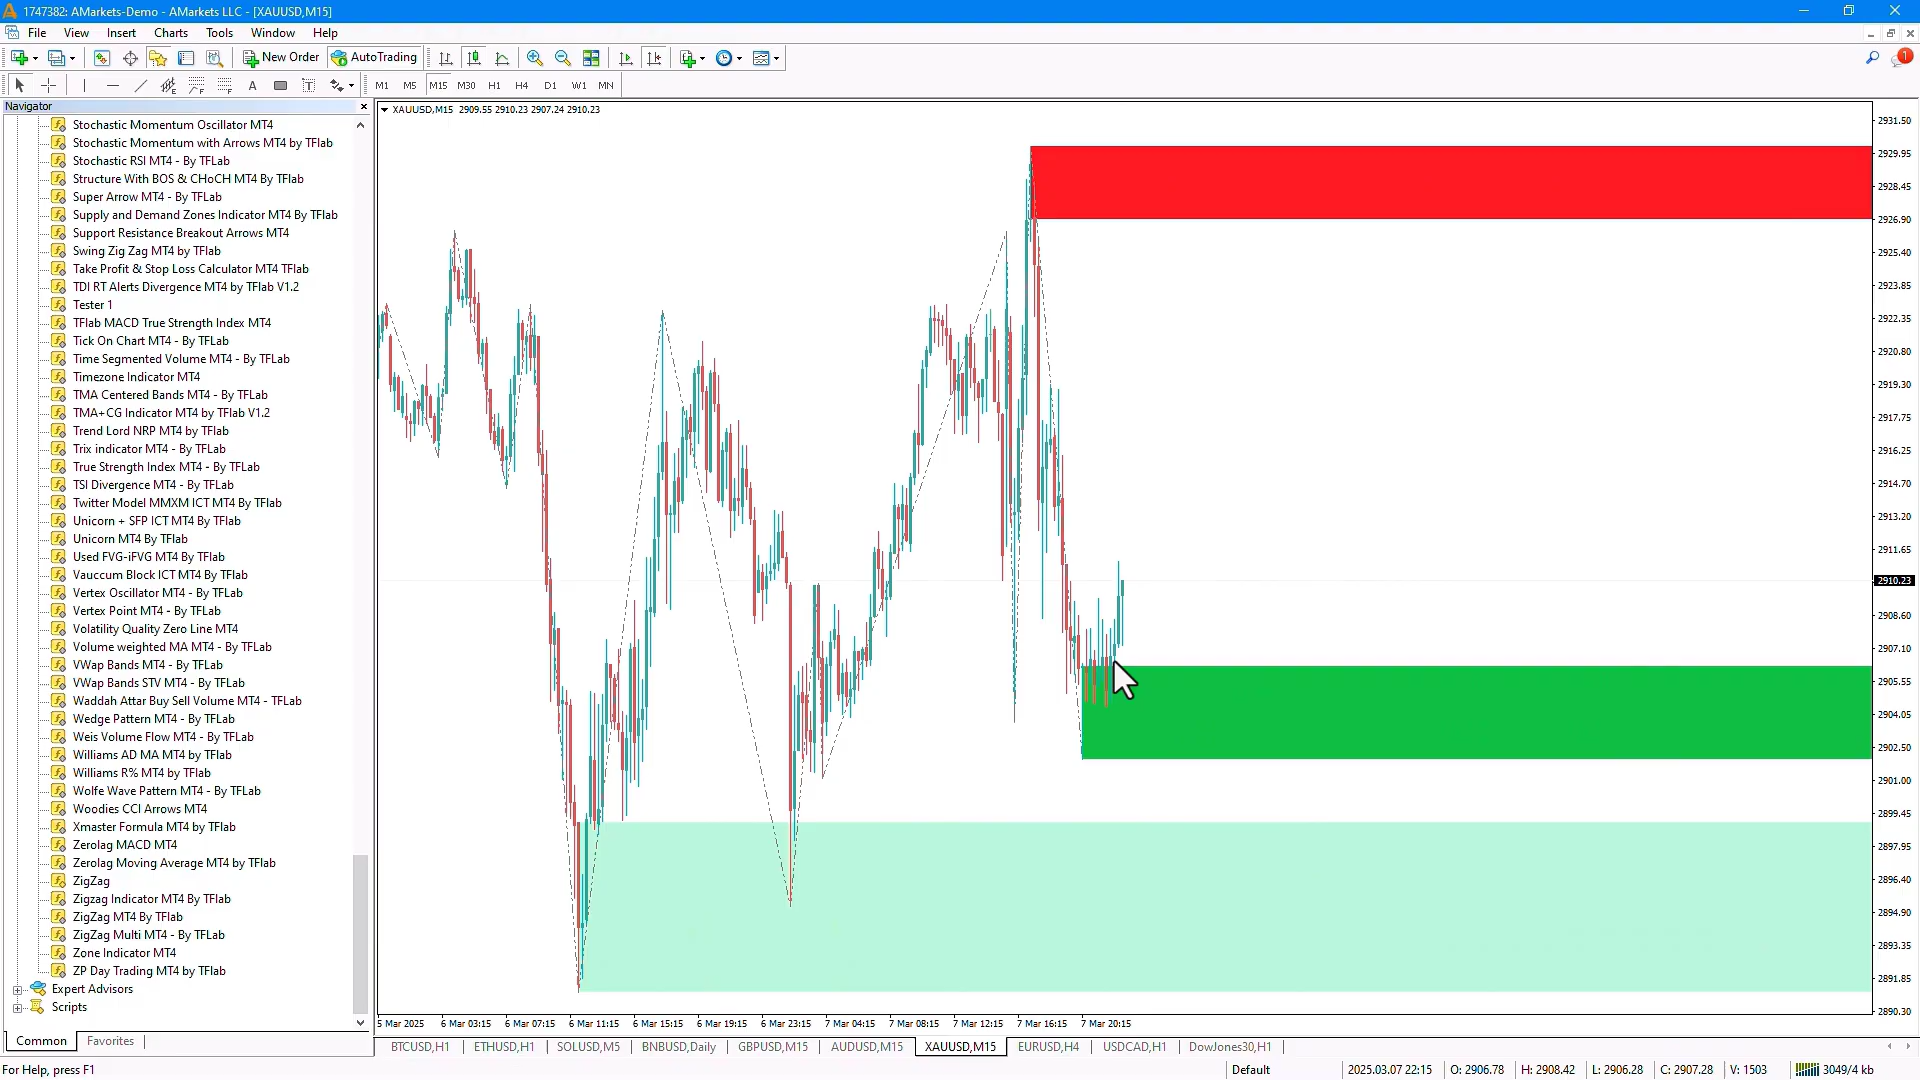 1747382: AMarkets-Demo - AMarkets LLC - [XAUUSD,M15]
File View Insert Charts Tools Window Help
New Order AutoTrading 1
A T M1 M5 M15 M30 H1 H4 D1 W1 MN
Navigator
Stochastic Momentum Oscillator MT4
Stochastic Momentum with Arrows MT4 by TFlab
Stochastic RSI MT4 - By TFLab
Structure With BOS & CHoCH MT4 By TFlab
Super Arrow MT4 - By TFLab
Supply and Demand Zones Indicator MT4 By TFlab
Support Resistance Breakout Arrows MT4
Swing Zig Zag MT4 by TFlab
Take Profit & Stop Loss Calculator MT4 TFlab
TDI RT Alerts Divergence MT4 by TFlab V1.2
Tester 1
TFlab MACD True Strength Index MT4
Tick On Chart MT4 - By TFLab
Time Segmented Volume MT4 - By TFLab
Timezone Indicator MT4
TMA Centered Bands MT4 - By TFLab
TMA+CG Indicator MT4 by TFlab V1.2
Trend Lord NRP MT4 by TFlab
Trix indicator MT4 - By TFLab
True Strength Index MT4 - By TFLab
TSI Divergence MT4 - By TFLab
Twitter Model MMXM ICT MT4 By TFlab
Unicorn + SFP ICT MT4 By TFlab
Unicorn MT4 By TFlab
Used FVG-iFVG MT4 By TFlab
Vauccum Block ICT MT4 By TFlab
Vertex Oscillator MT4 - By TFLab
Vertex Point MT4 - By TFLab
Volatility Quality Zero Line MT4
Volume weighted MA MT4 - By TFLab
VWap Bands MT4 - By TFLab
VWap Bands STV MT4 - By TFLab
Waddah Attar Buy Sell Volume MT4 - TFLab
Wedge Pattern MT4 - By TFLab
Weis Volume Flow MT4 - By TFLab
Williams AD MA MT4 by TFlab
Williams R% MT4 by TFlab
Wolfe Wave Pattern MT4 - By TFLab
Woodies CCI Arrows MT4
Xmaster Formula MT4 by TFlab
Zerolag MACD MT4
Zerolag Moving Average MT4 by TFlab
ZigZag
Zigzag Indicator MT4 - By TFLab
ZigZag MT4 By TFlab
ZigZag Multi MT4 - By TFLab
Zone Indicator MT4
ZP Day Trading MT4 by TFlab
Expert Advisors
Scripts
Common Favorites
XAUUSD,M15 2909.55 2910.23 2907.24 2910.23
2931.50
2929.95
2928.45
2926.90
2925.40
2923.85
2922.35
2920.80
2919.30
2917.75
2916.25
2914.70
2913.20
2911.65
2910.23
2908.60
2907.10
2905.55
2904.05
2902.50
2901.00
2899.45
2897.95
2896.40
2894.90
2893.35
2891.85
2890.30
5 Mar 2025 6 Mar 03:15 6 Mar 07:15 6 Mar 11:15 6 Mar 15:15 6 Mar 19:15 6 Mar 23:15 7 Mar 04:15 7 Mar 08:15 7 Mar 12:15 7 Mar 16:15 7 Mar 20:15
BTCUSD,H1 ETHUSD,H1 SOLUSD,M5 BNBUSD,Daily GBPUSD,M15 AUDUSD,M15 XAUUSD,M15 EURUSD,H4 USDCAD,H1 DowJones30,H1
For Help, press F1 Default 2025.03.07 22:15 O: 2906.78 H: 2908.42 L: 2906.28 C: 2907.28 V: 1503 3049/4 kb